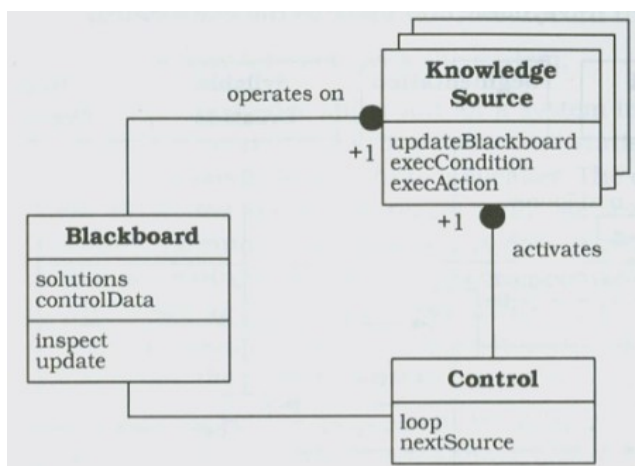 Knowledge
Source
operates on
+1
updateBlackboard
execCondition
execAction
+1
activates
Blackboard
solutions
controlData
inspect
update
Control
loop
nextSource